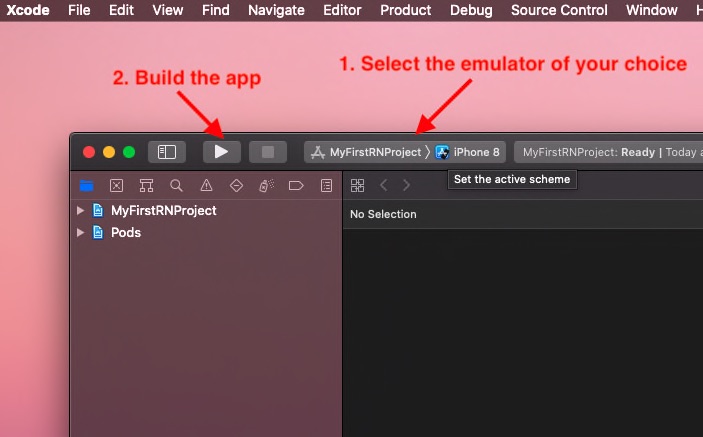 Xcode File Edit View Find Navigate Editor Product Debug Source Control Window
1. Select the emulator of your choice
2. Build the app
MyFirstRNProject 〉 iPhone 8
MyFirstRNProject: Ready | Today
Set the active scheme
MyFirstRNProject
No Selection
Pods